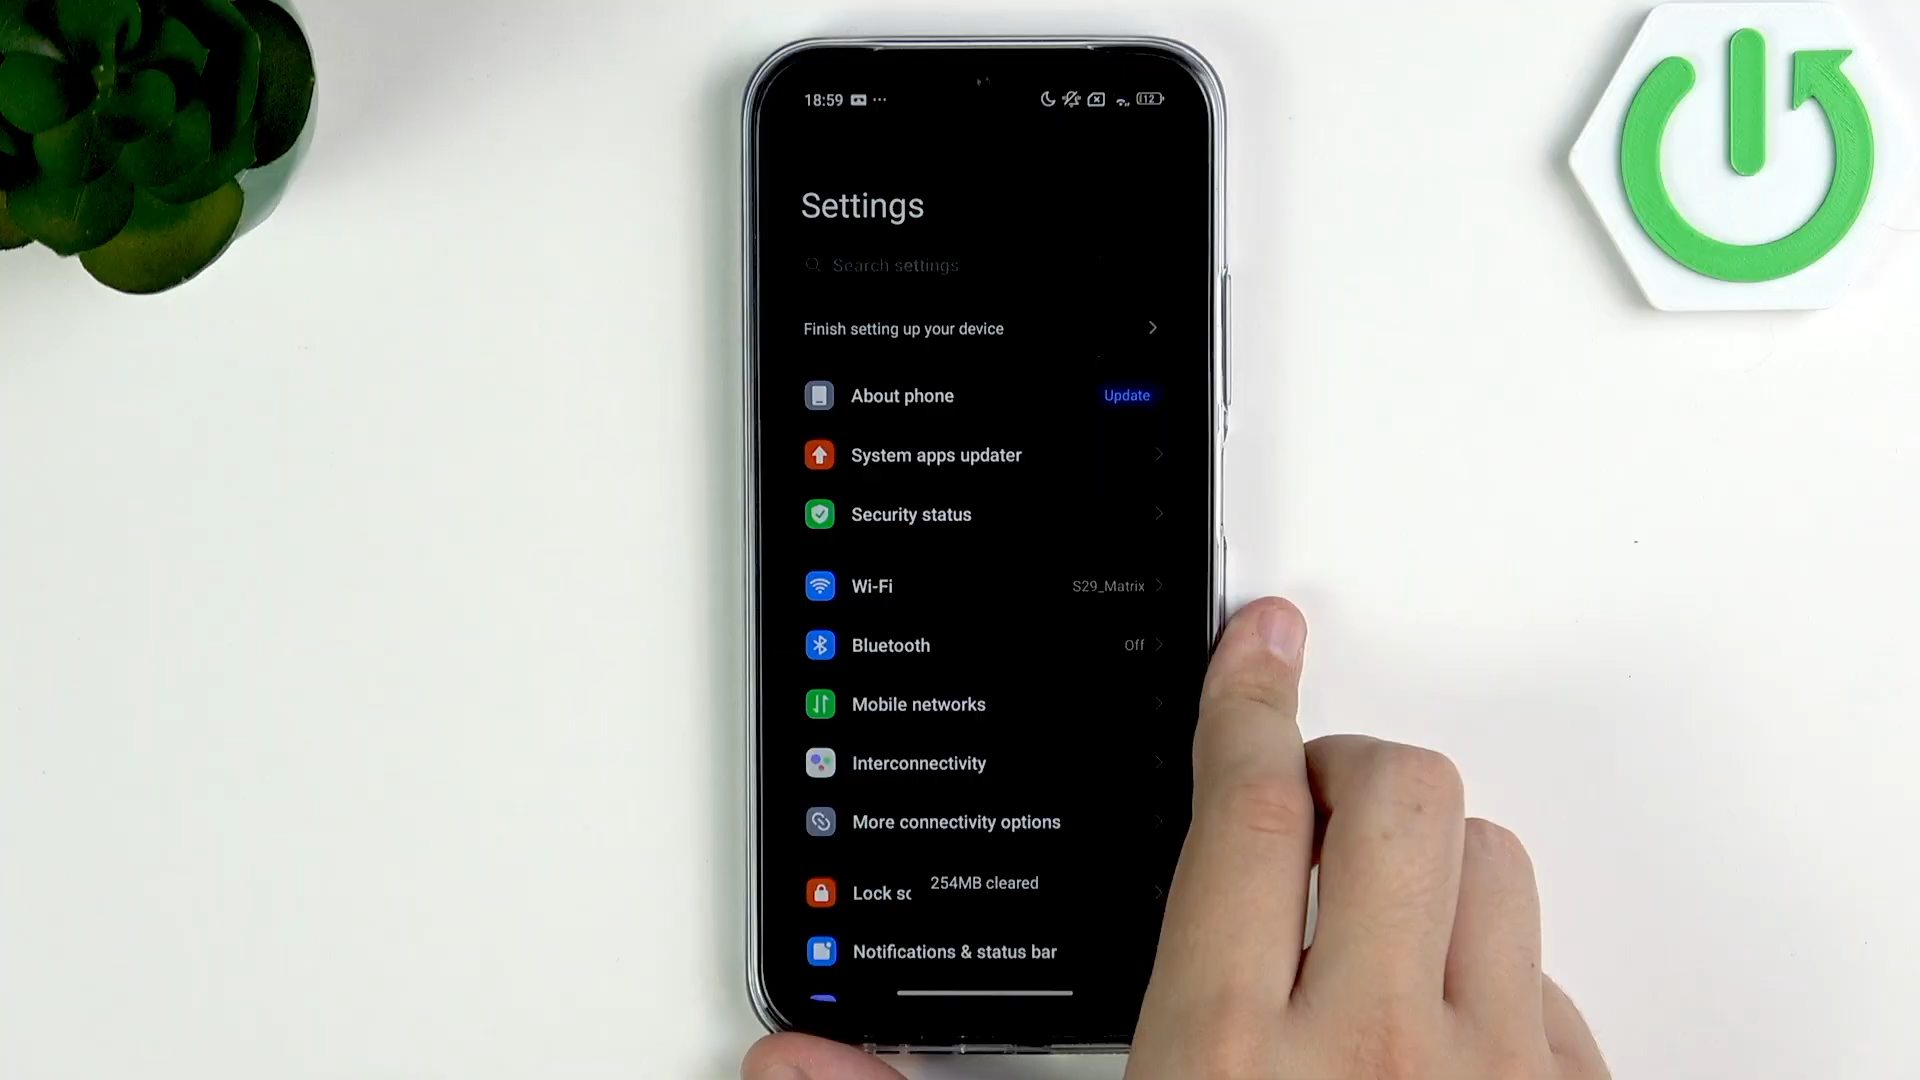 18:59 ... 12
Settings
Search settings
Finish setting up your device
About phone Update
System apps updater
Security status
Wi-Fi S29_Matrix
Bluetooth Off
Mobile networks
Interconnectivity
More connectivity options
Lock sc
254MB cleared
Notifications & status bar